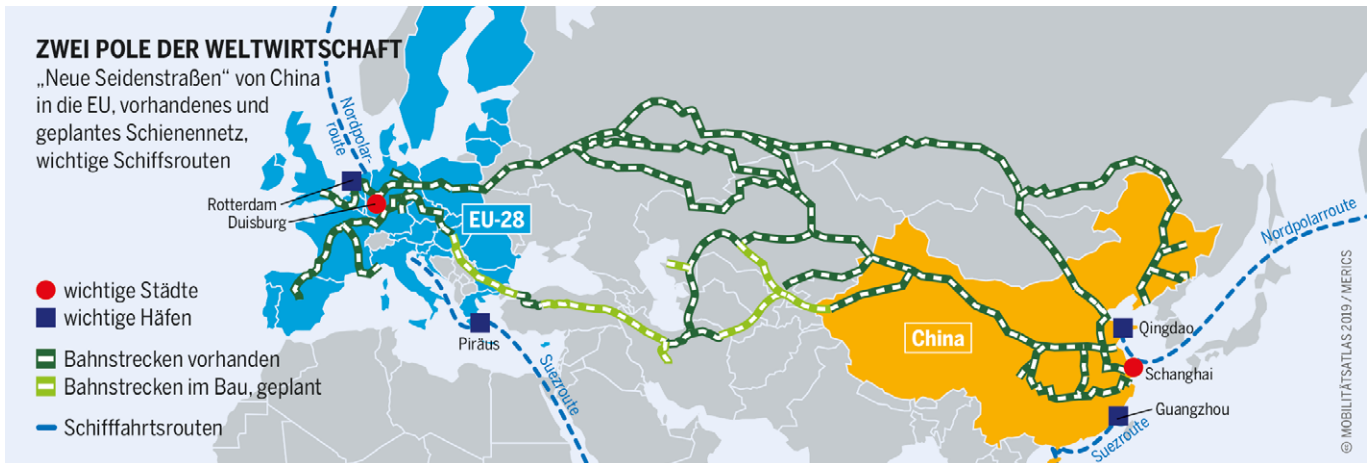 ZWEI POLE DER WELTWIRTSCHAFT
„Neue Seidenstraßen“ von China
in die EU, vorhandenes und
geplantes Schienennetz,
wichtige Schiffsrouten
Nordpolar-
route
Rotterdam
Duisburg
EU-28
wichtige Städte
wichtige Häfen
Bahnstrecken vorhanden
Bahnstrecken im Bau, geplant
Schifffahrtsrouten
Piräus
Suezroute
China
Nordpolarroute
Qingdao
Schanghai
Guangzhou
Suezroute
© MOBILITÄTSATLAS 2019 / MERICS